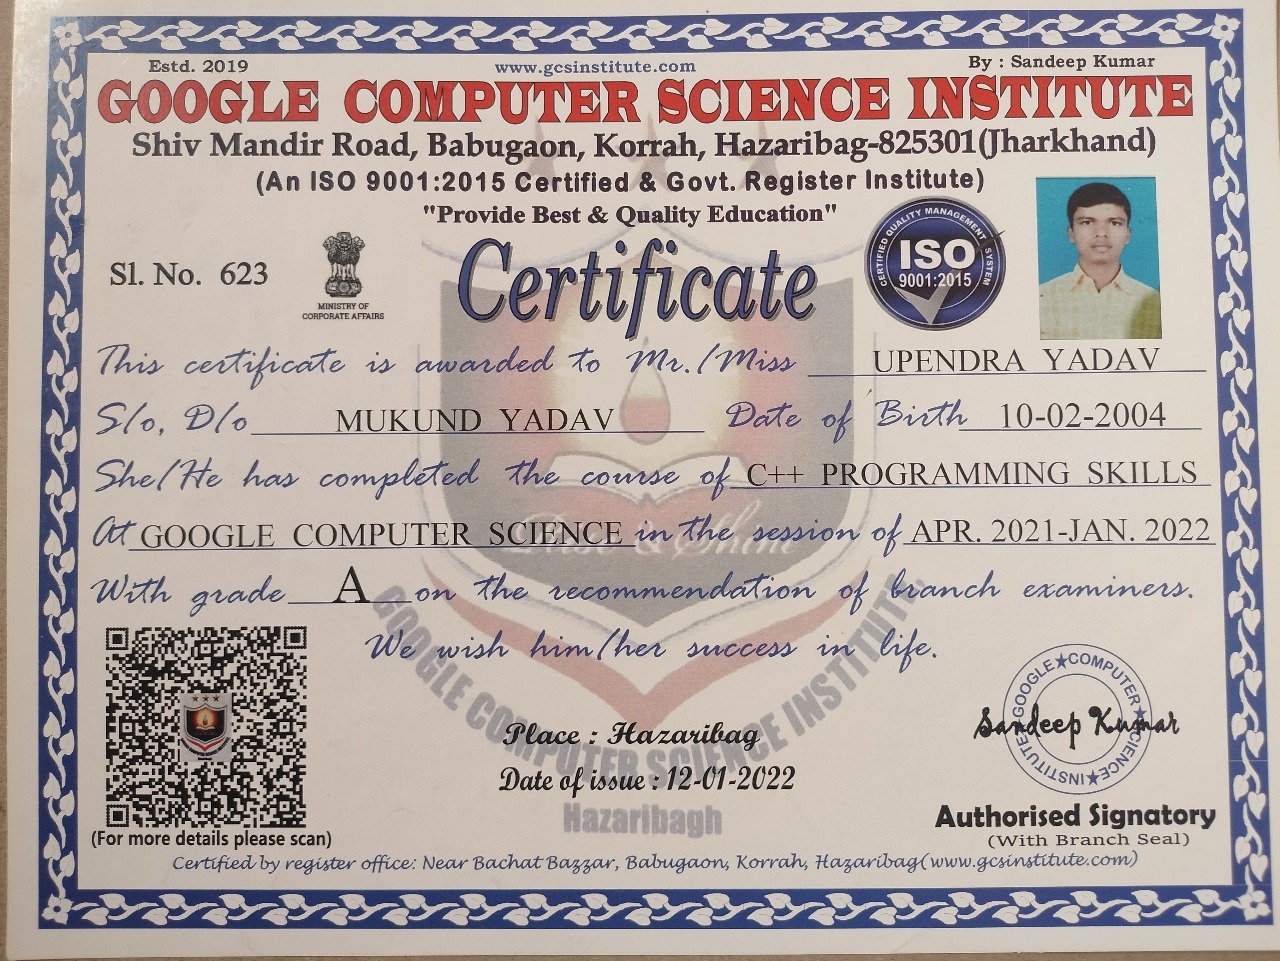 Estd. 2019 www.gcsinstitute.com By : Sandeep Kumar
GOOGLE COMPUTER SCIENCE INSTITUTE
Shiv Mandir Road, Babugaon, Korrah, Hazaribag-825301(Jharkhand)
(An ISO 9001:2015 Certified & Govt. Register Institute)
"Provide Best & Quality Education"
CERTIFIED QUALITY MANAGEMENT SYSTEM
ISO
9001:2015
Sl. No. 623
MINISTRY OF
CORPORATE AFFAIRS
Certificate
This certificate is awarded to Mr./Miss UPENDRA YADAV
S/o, D/o MUKUND YADAV Date of Birth 10-02-2004
She/He has completed the course of C++ PROGRAMMING SKILLS
At GOOGLE COMPUTER SCIENCE in the session of APR. 2021-JAN. 2022
Rise & Shine
With grade A on the recommendation of branch examiners.
We wish him/her success in life.
GOOGLE COMPUTER SCIENCE INSTITUTE
Hazaribagh
Place : Hazaribag
Date of issue : 12-01-2022
GOOGLE COMPUTER SCIENCE INSTITUTE
Sandeep Kumar
Authorised Signatory
(With Branch Seal)
(For more details please scan)
Certified by register office: Near Bachat Bazzar, Babugaon, Korrah, Hazaribag(www.gcsinstitute.com)